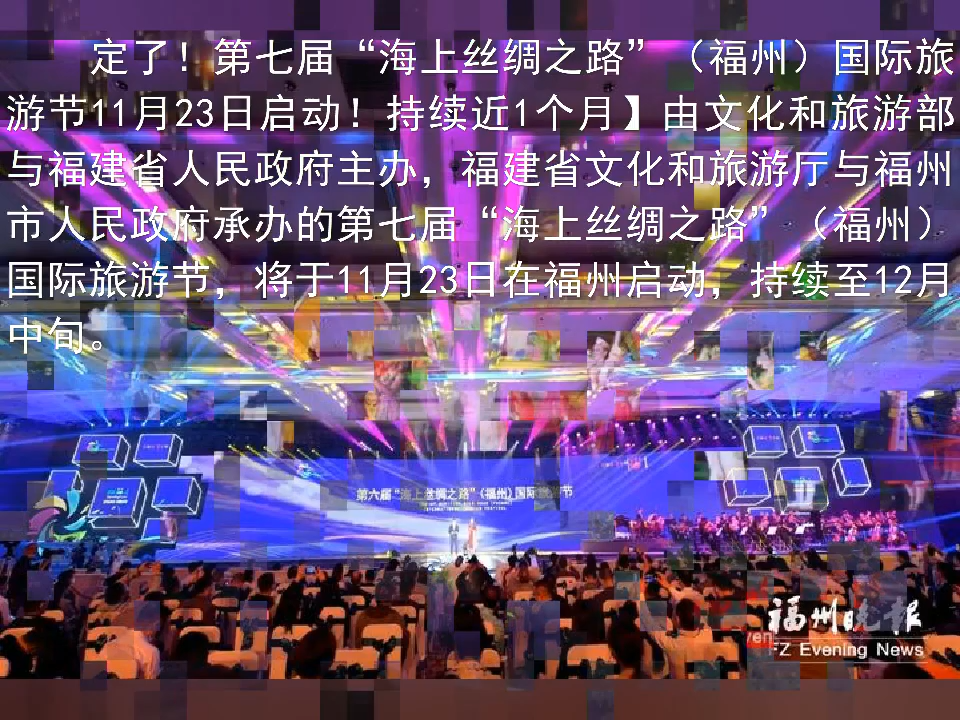 定了！第七届“海上丝绸之路”（福州）国际旅
游节11月23日启动！持续近1个月】由文化和旅游部
与福建省人民政府主办，福建省文化和旅游厅与福州
市人民政府承办的第七届“海上丝绸之路”（福州）
国际旅游节，将于11月23日在福州启动，持续至12月
中旬。
第六届“海上丝绸之路”（福州）国际旅游节
福州晚报
FZ Evening News